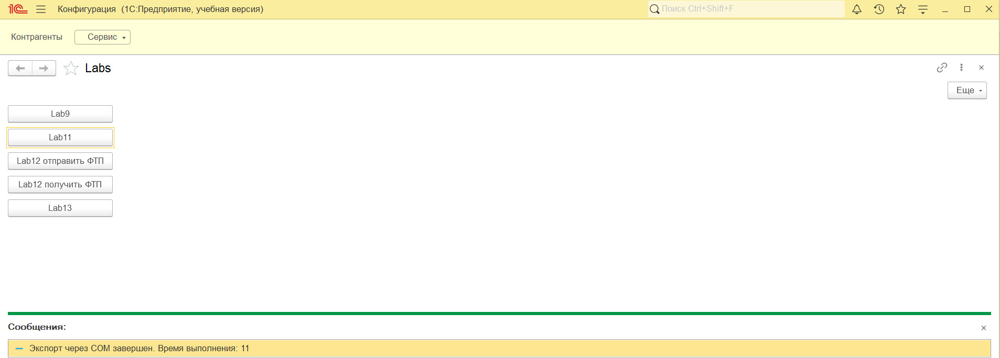 1С Конфигурация (1С:Предприятие, учебная версия) Поиск Ctrl+Shift+F
Контрагенты Сервис
Labs
Еще
Lab9
Lab11
Lab12 отправить ФТП
Lab12 получить ФТП
Lab13
Сообщения:
Экспорт через COM завершен. Время выполнения: 11